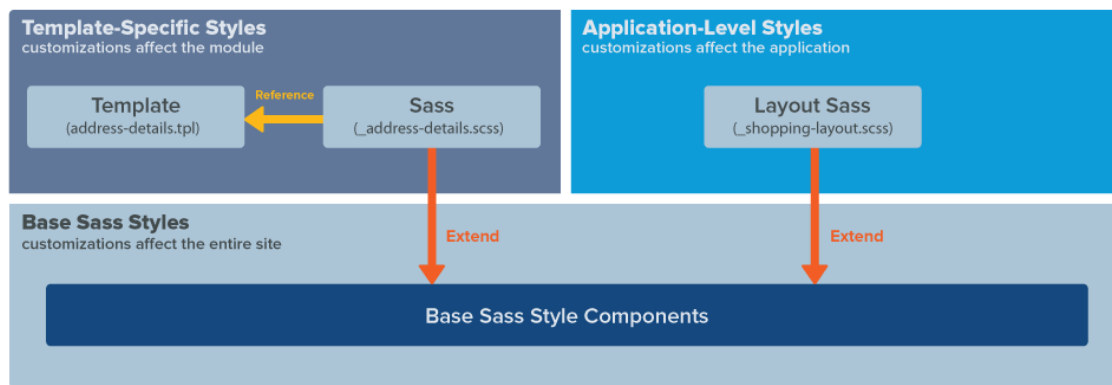 Template-Specific Styles
customizations affect the module
Template
(address-details.tpl)
Reference
Sass
(_address-details.scss)
Application-Level Styles
customizations affect the application
Layout Sass
(_shopping-layout.scss)
Base Sass Styles
customizations affect the entire site
Extend
Extend
Base Sass Style Components